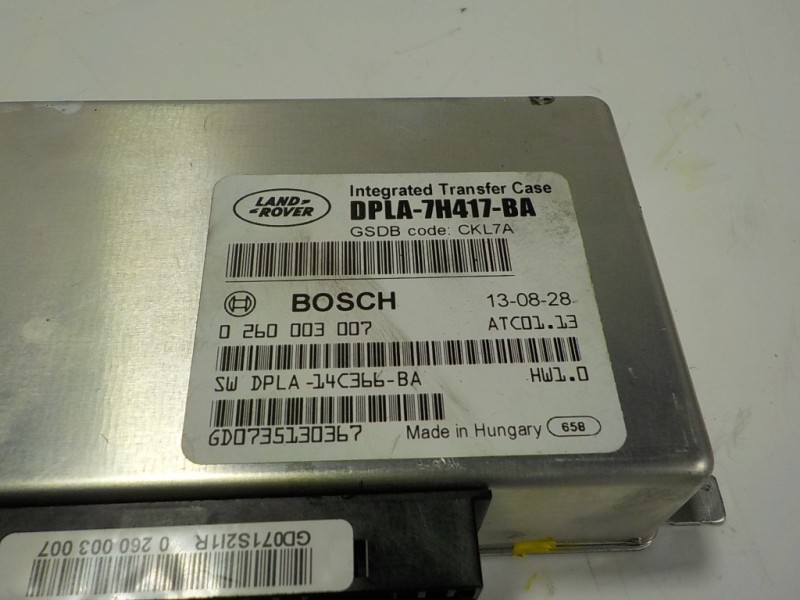 LAND-
-ROVER
Integrated Transfer Case
DPLA-7H417-BA
GSDB code: CKL7A
BOSCH 13-08-28
0 260 003 007 ATC01.13
SW DPLA-14C366-BA HW1.0
GD0735130367 Made in Hungary 658
GD071S2I1R 0 260 003 007